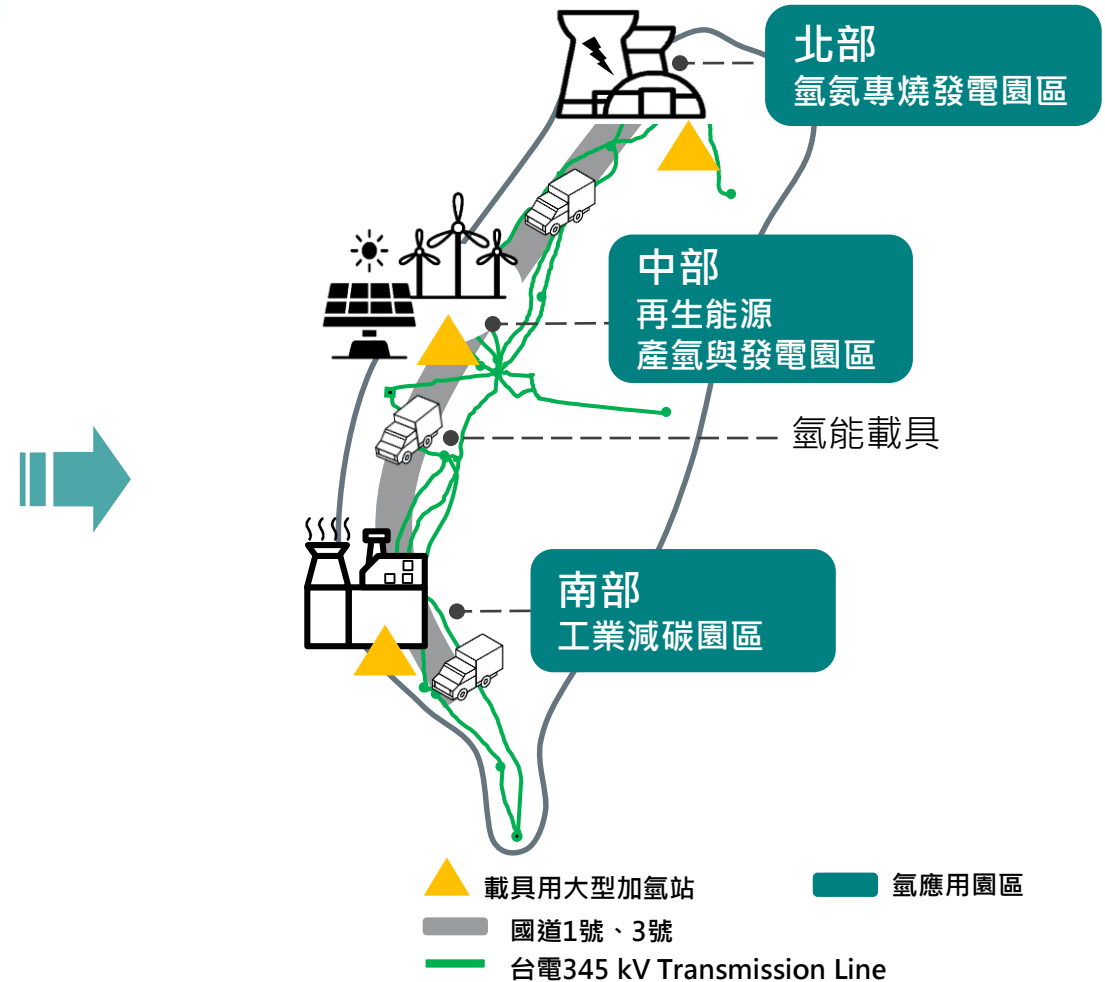 北部
氫氨專燒發電園區
中部
再生能源
產氫與發電園區
氫能載具
南部
工業減碳園區
載具用大型加氫站
氫應用園區
國道1號、3號
台電345 kV Transmission Line